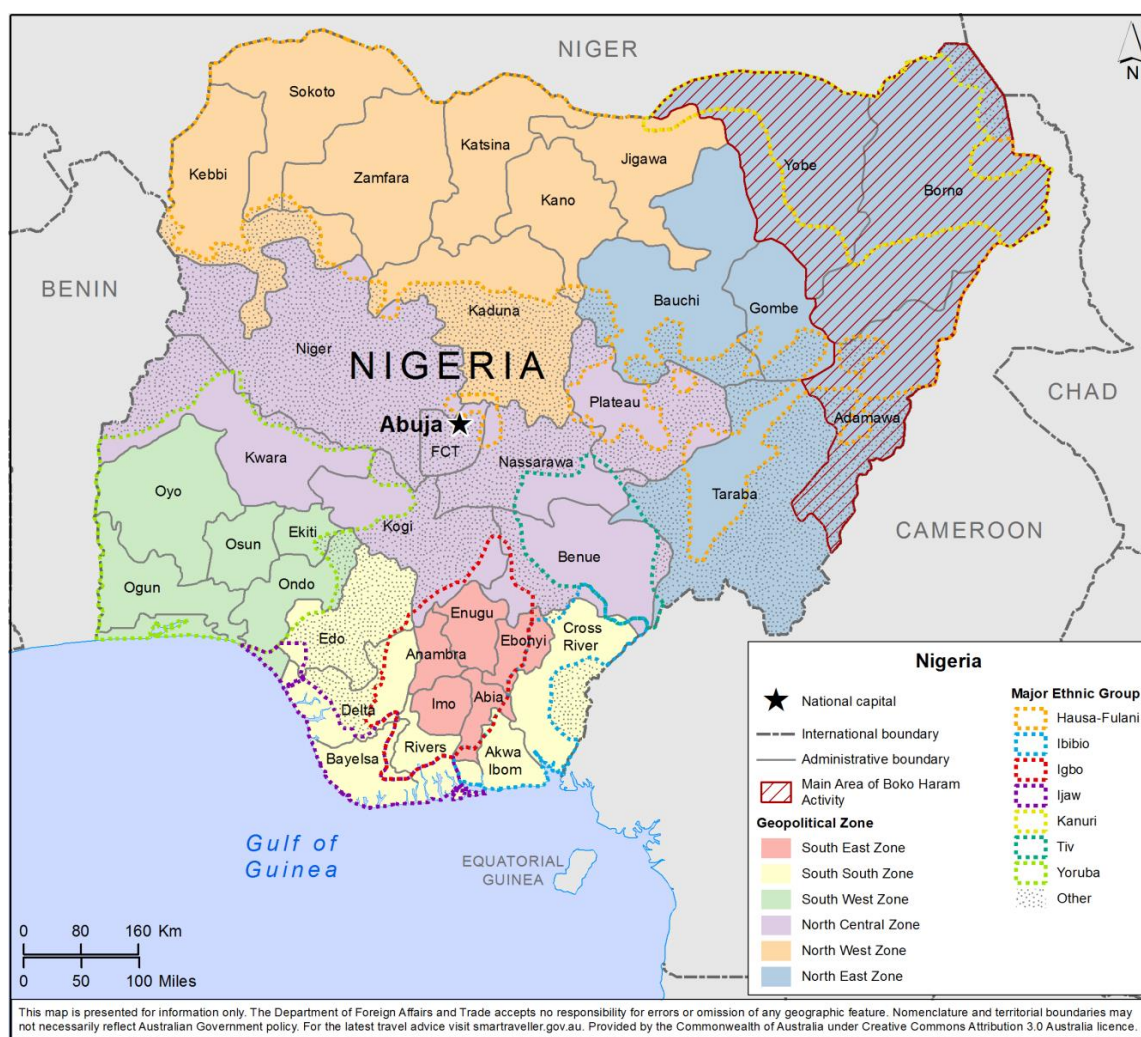 NIGER
N
Sokoto
Katsina
Jigawa
Yobe
Kebbi
Zamfara
Kano
Borno
BENIN
Bauchi
Gombe
Kaduna
Niger
NIGERIA
CHAD
Plateau
Adamawa
Abuja
FCT
Kwara
Nassarawa
Oyo
Taraba
Kogi
CAMEROON
Ekiti
Osun
Benue
Ogun
Ondo
Enugu
Cross
River
Edo
Ebonyi
Anambra
Imo
Abia
Delta
Rivers
Akwa
Ibom
Bayelsa
Gulf of
Guinea
EQUATORIAL
GUINEA
0 80 160 Km
0 50 100 Miles
Nigeria
National capital
International boundary
Administrative boundary
Main Area of Boko Haram
Activity
Geopolitical Zone
South East Zone
South South Zone
South West Zone
North Central Zone
North West Zone
North East Zone
Major Ethnic Group
Hausa-Fulani
Ibibio
Igbo
Ijaw
Kanuri
Tiv
Yoruba
Other
This map is presented for information only. The Department of Foreign Affairs and Trade accepts no responsibility for errors or omission of any geographic feature. Nomenclature and territorial boundaries may
not necessarily reflect Australian Government policy. For the latest travel advice visit smartraveller.gov.au. Provided by the Commonwealth of Australia under Creative Commons Attribution 3.0 Australia licence.